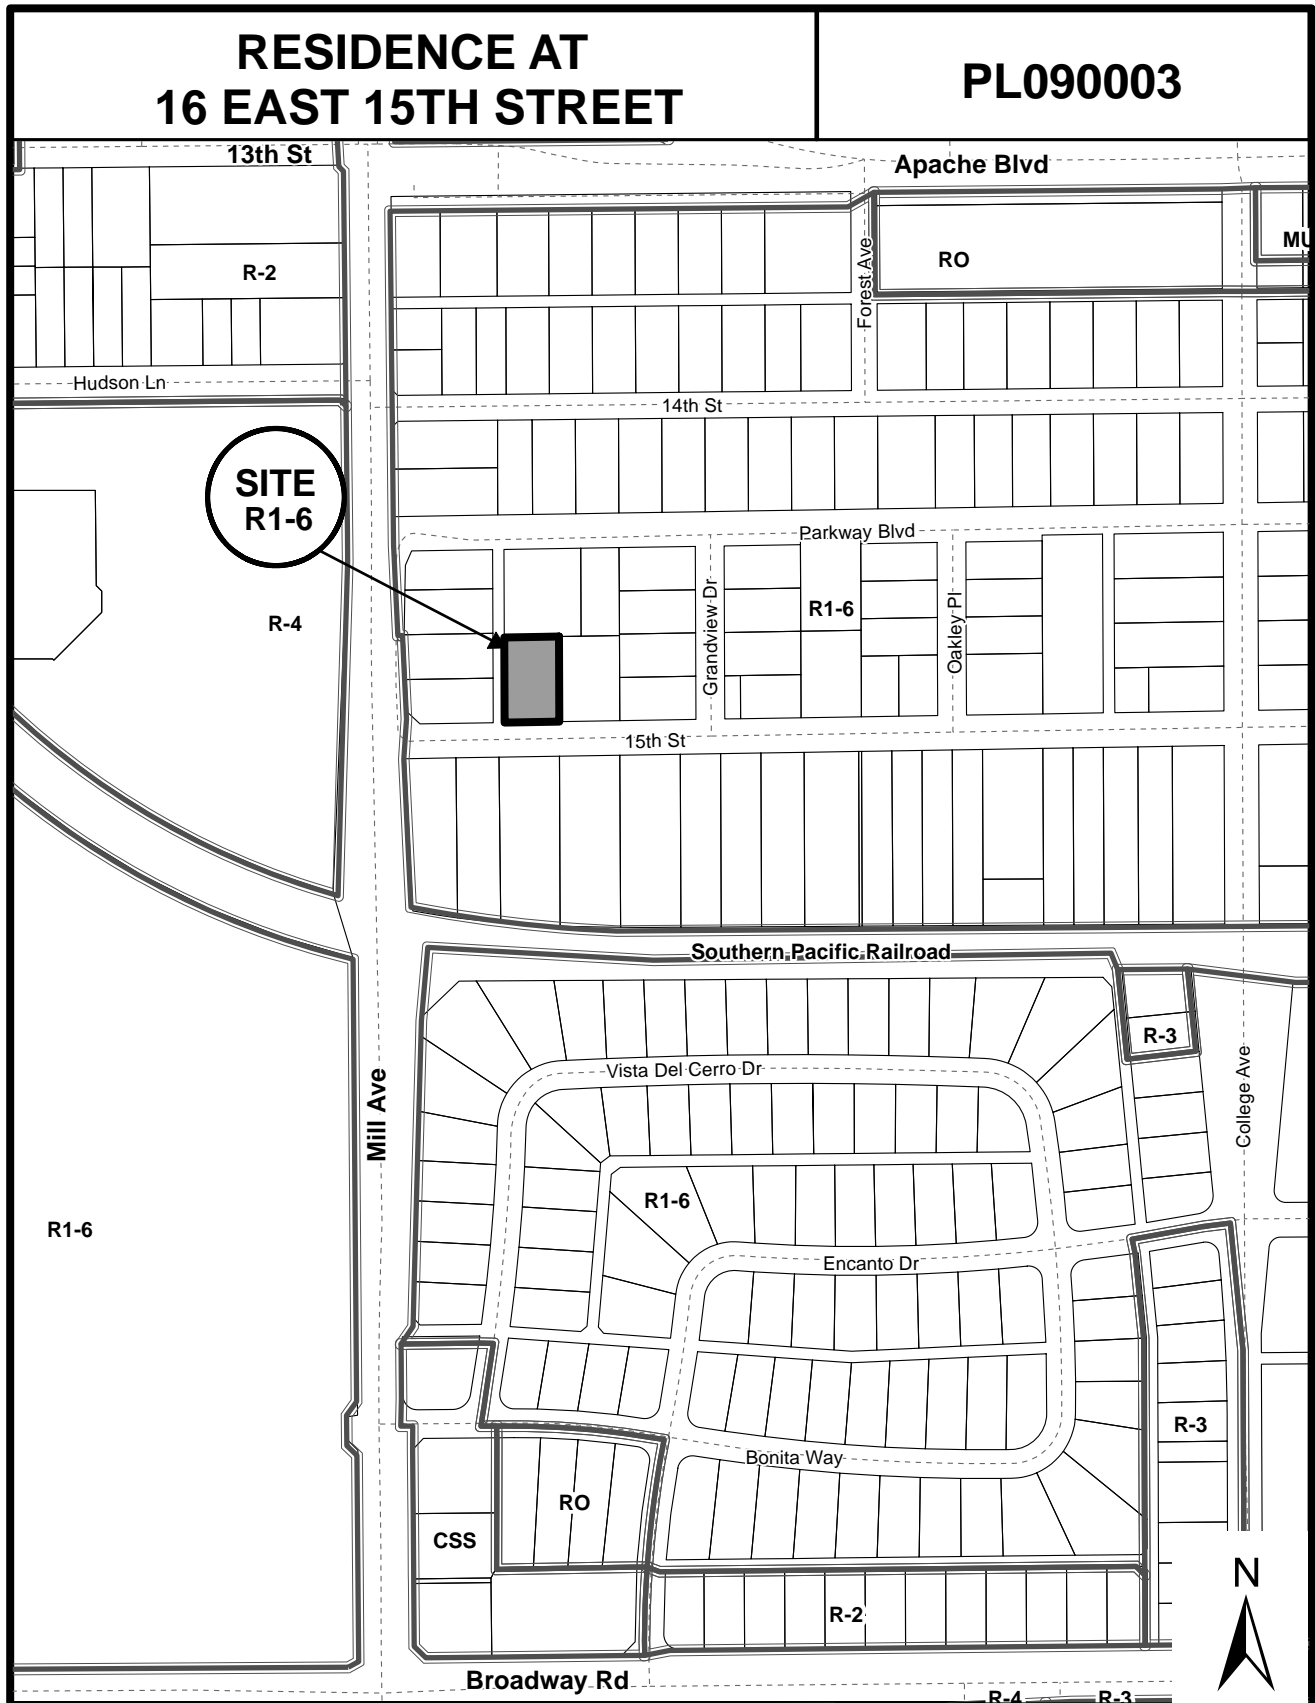 RESIDENCE AT
16 EAST 15TH STREET
PL090003
13th St
Apache Blvd
R-2
Forest Ave
RO
MU
Hudson Ln
14th St
SITE
R1-6
Parkway Blvd
R-4
Grandview Dr
R1-6
Oakley Pl
15th St
Southern Pacific Railroad
R-3
Vista Del Cerro Dr
Mill Ave
College Ave
R1-6
R1-6
Encanto Dr
R-3
Bonita Way
RO
CSS
N
R-2
Broadway Rd
R-4
R-3